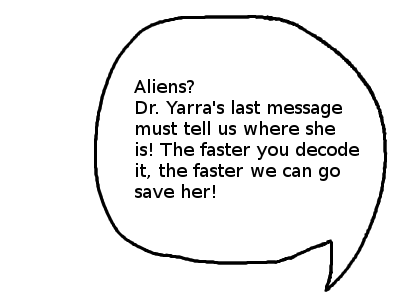 Aliens?
Dr. Yarra's last message
must tell us where she
is! The faster you decode
it, the faster we can go
save her!